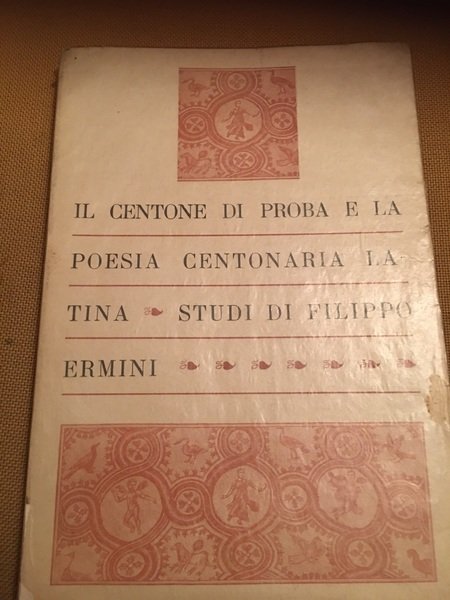 IL CENTONE DI PROBA E LA
POESIA CENTONARIA LA-
TINA ❧ STUDI DI FILIPPO
ERMINI ❧ ❧ ❧ ❧ ❧ ❧ ❧